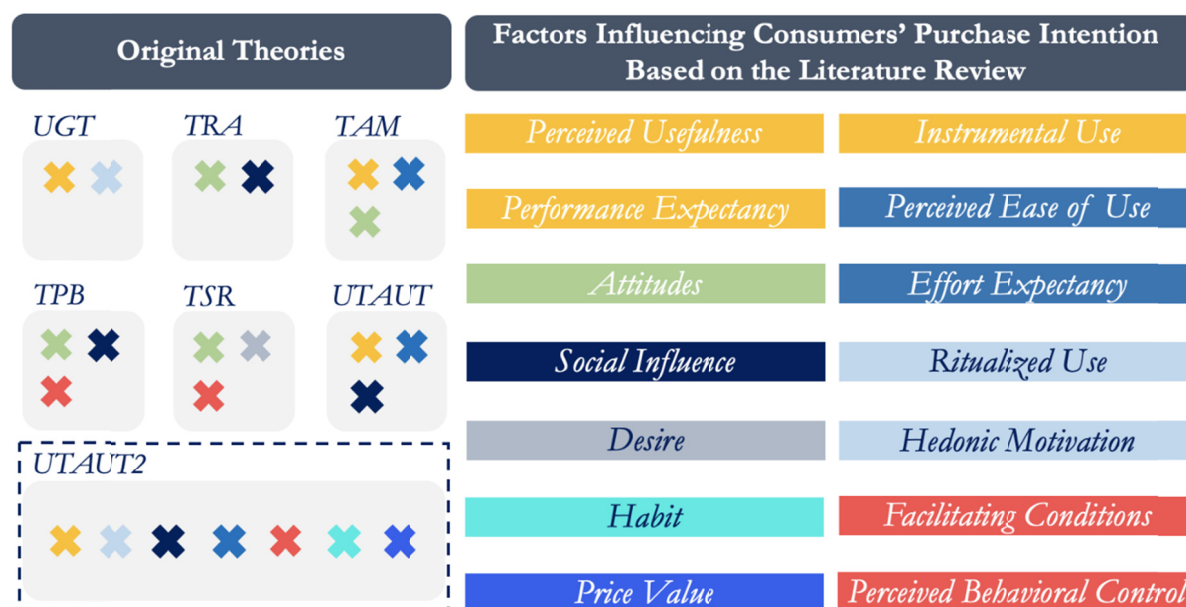 Original Theories
Factors Influencing Consumers' Purchase Intention
Based on the Literature Review
UGT
TRA
TAM
TPB
TSR
UTAUT
UTAUT2
Perceived Usefulness
Instrumental Use
Performance Expectancy
Perceived Ease of Use
Attitudes
Effort Expectancy
Social Influence
Ritualized Use
Desire
Hedonic Motivation
Habit
Facilitating Conditions
Price Value
Perceived Behavioral Control